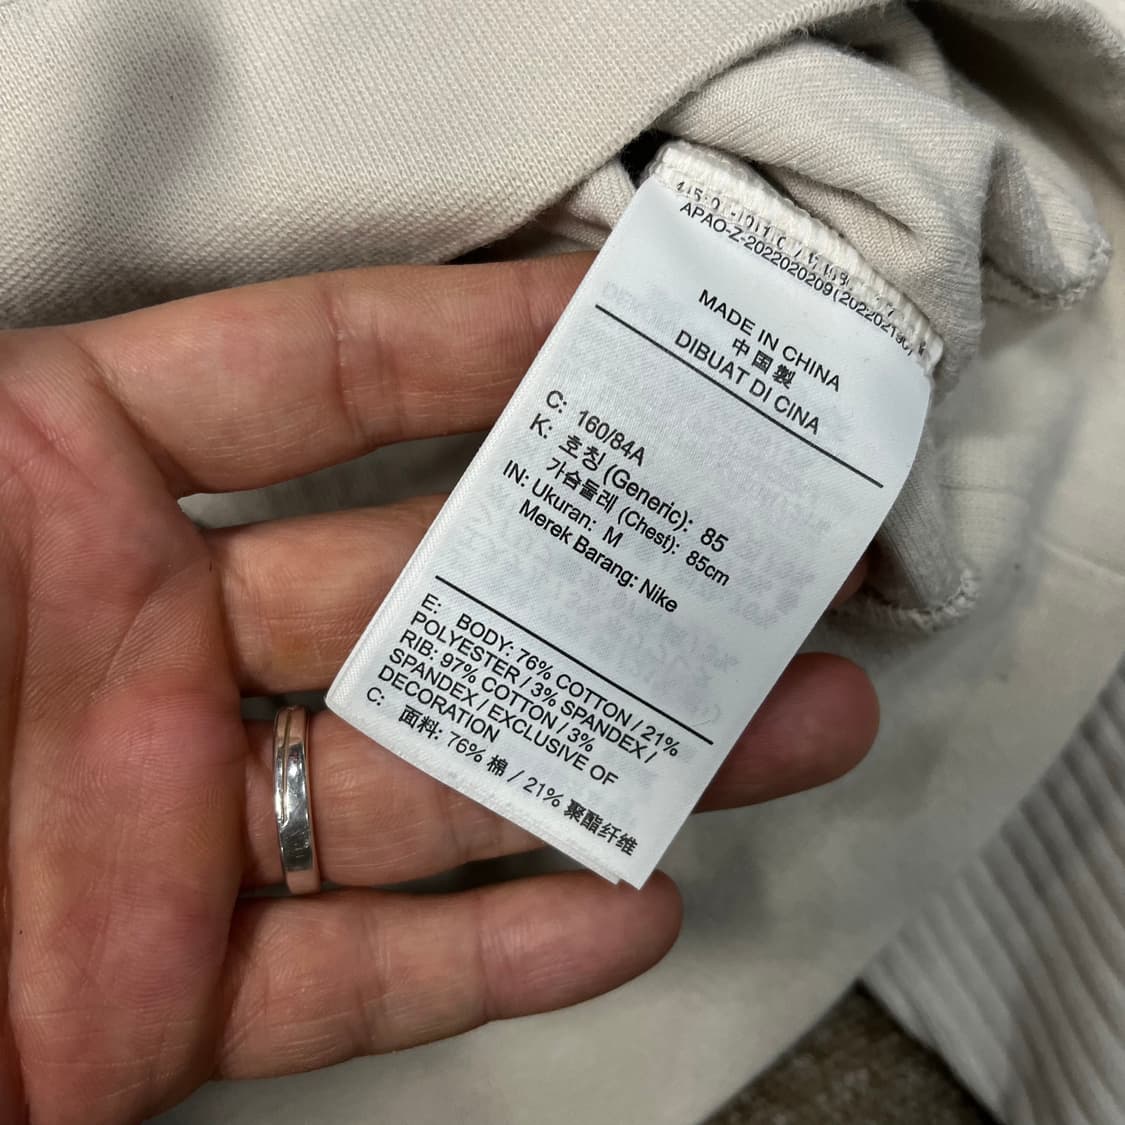 APAO-Z-2022020209
MADE IN CHINA
中国製
DIBUAT DI CINA
C: 160/84A
K: 호칭 (Generic): 85
가슴둘레 (Chest): 85cm
IN: Ukuran: M
Merek Barang: Nike
E: BODY: 76% COTTON / 21%
POLYESTER / 3% SPANDEX /
RIB: 97% COTTON / 3%
SPANDEX / EXCLUSIVE OF
DECORATION
C: 面料: 76% 棉 / 21% 聚酯纤维